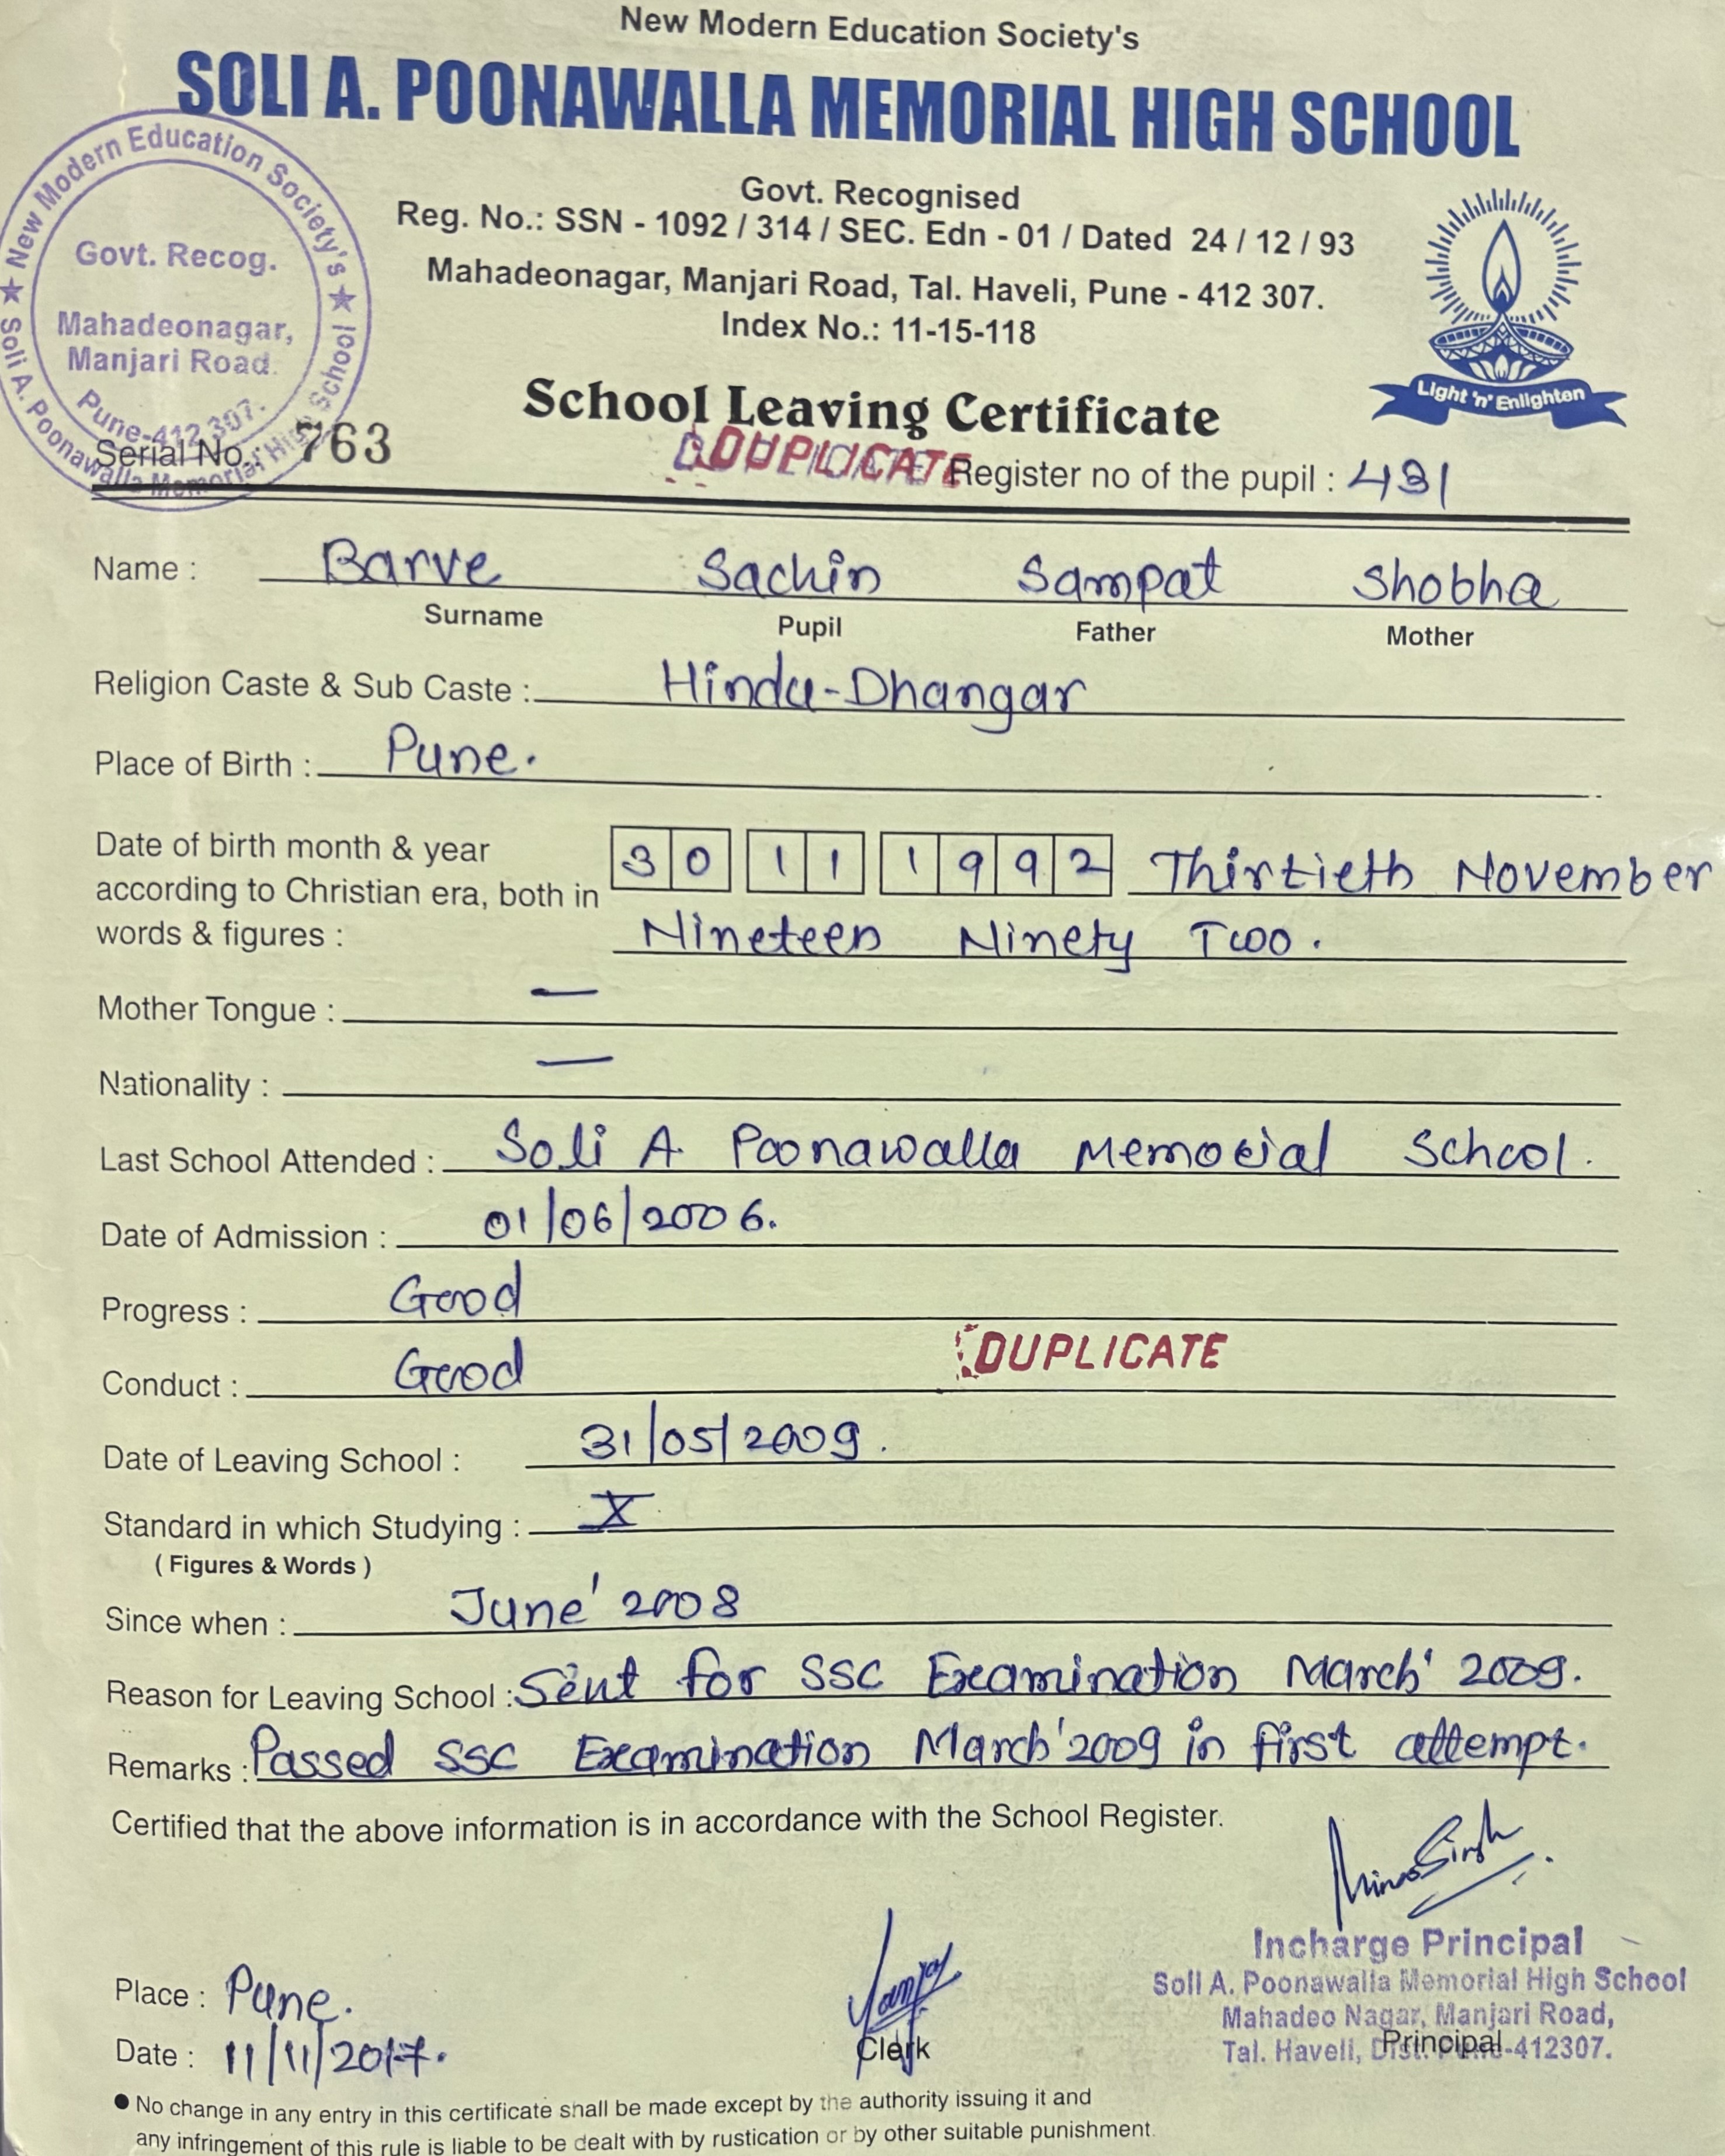 New Modern Education Society's
SOLI A. POONAWALLA MEMORIAL HIGH SCHOOL
Govt. Recognised
Reg. No.: SSN - 1092 / 314 / SEC. Edn - 01 / Dated 24 / 12 / 93
Mahadeonagar, Manjari Road, Tal. Haveli, Pune - 412 307.
Index No.: 11-15-118
New Modern Education Society's ★ Soli A. Poonawalla Memorial High School ★
Govt. Recog.
Mahadeonagar,
Manjari Road.
Pune-412 307.
Light 'n' Enlighten
School Leaving Certificate
DUPLICATE
Serial No. : 763
Register no of the pupil : 431
Name : Barve Sachin Sampat Shobha
Surname Pupil Father Mother
Religion Caste & Sub Caste : Hindu-Dhangar
Place of Birth : Pune.
Date of birth month & year
according to Christian era, both in
words & figures :
30 11 1992 Thirtieth November
Nineteen Ninety Two.
Mother Tongue : —
Nationality : —
Last School Attended : Soli A. Poonawalla Memorial School.
Date of Admission : 01/06/2006.
Progress : Good
Conduct : Good
DUPLICATE
Date of Leaving School : 31/05/2009.
Standard in which Studying : X
( Figures & Words )
Since when : June' 2008
Reason for Leaving School : Sent for SSC Examination March' 2009.
Remarks : Passed SSC Examination March' 2009 in first attempt.
Certified that the above information is in accordance with the School Register.
Incharge Principal
Soli A. Poonawalla Memorial High School
Mahadeo Nagar, Manjari Road,
Tal. Haveli, Dist. Pune-412307.
Place : Pune.
Date : 11/11/2017.
Clerk
Principal
● No change in any entry in this certificate shall be made except by the authority issuing it and
any infringement of this rule is liable to be dealt with by rustication or by other suitable punishment.